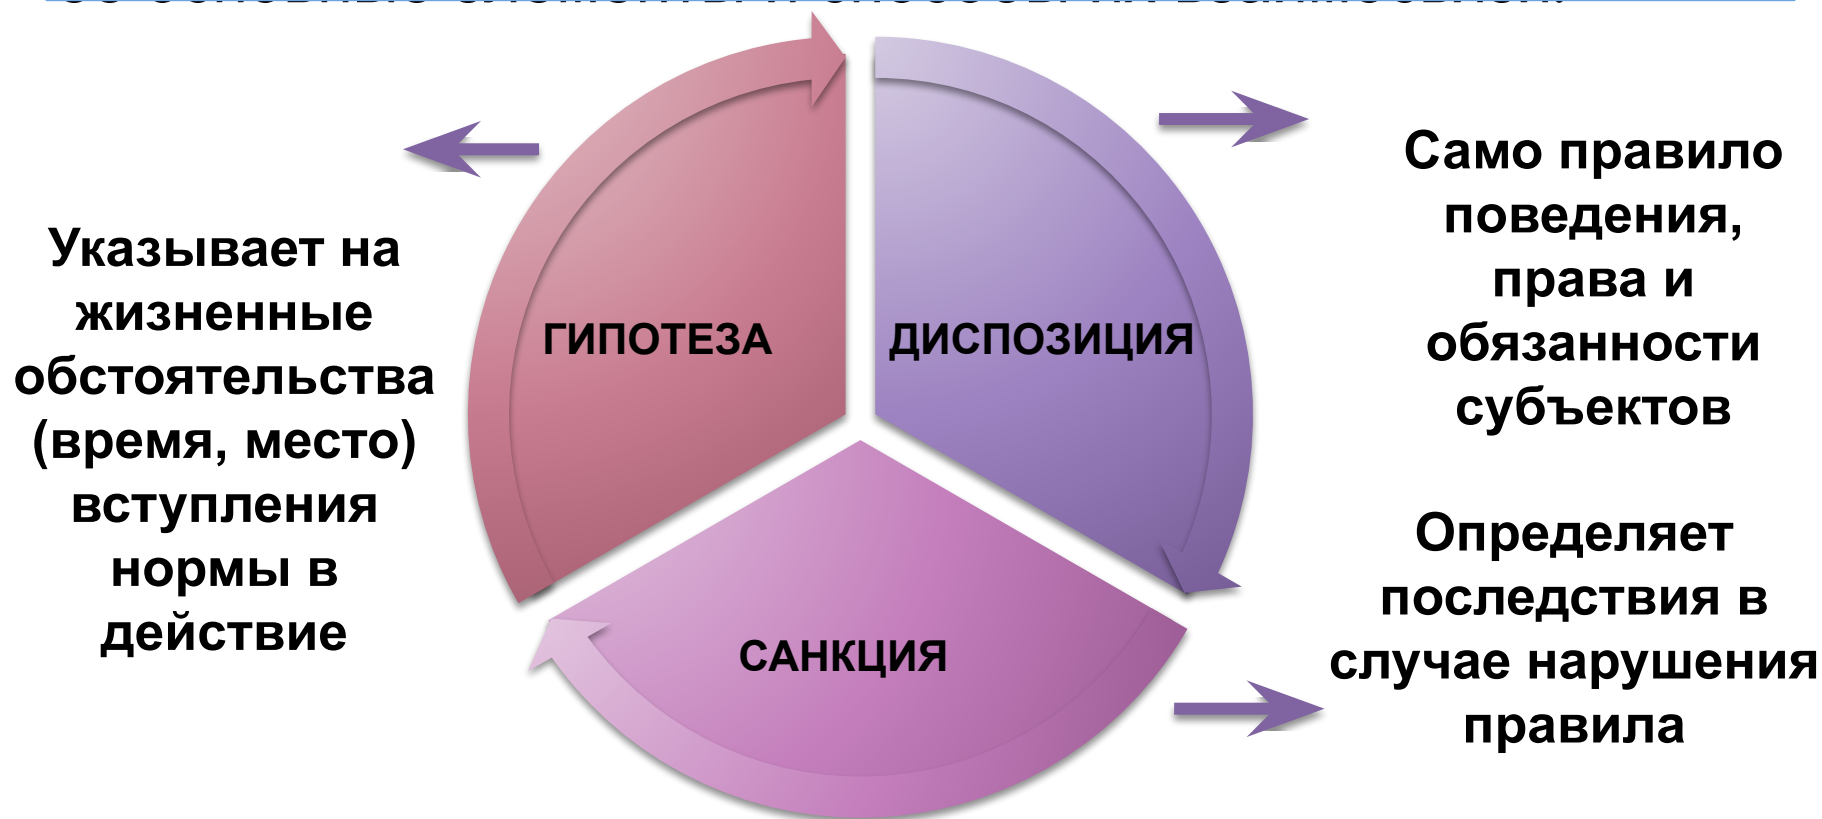 Указывает на
жизненные
обстоятельства
(время, место)
вступления
нормы в
действие
ГИПОТЕЗА
ДИСПОЗИЦИЯ
САНКЦИЯ
Само правило
поведения,
права и
обязанности
субъектов
Определяет
последствия в
случае нарушения
правила